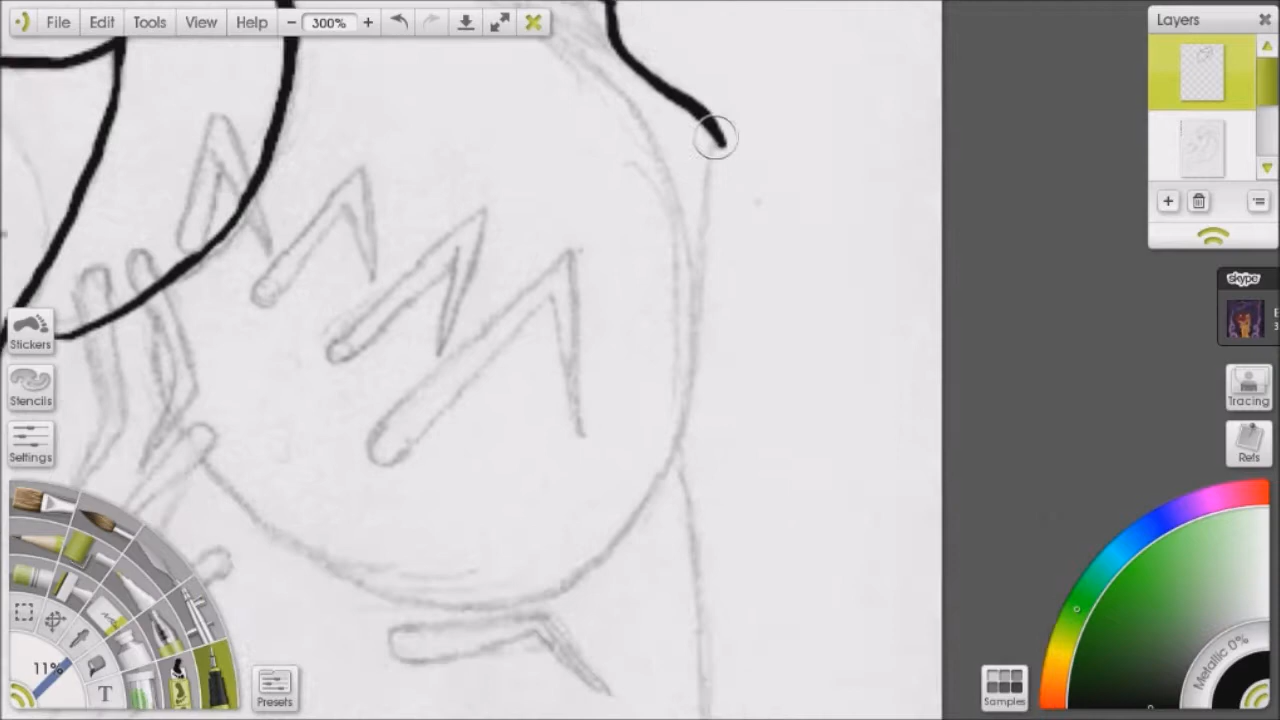 File Edit Tools View Help − 300% +
Layers
skype
Stickers
Stencils
Tracing
Settings
Refs
11%
T
Metallic 0%
Presets
Samples